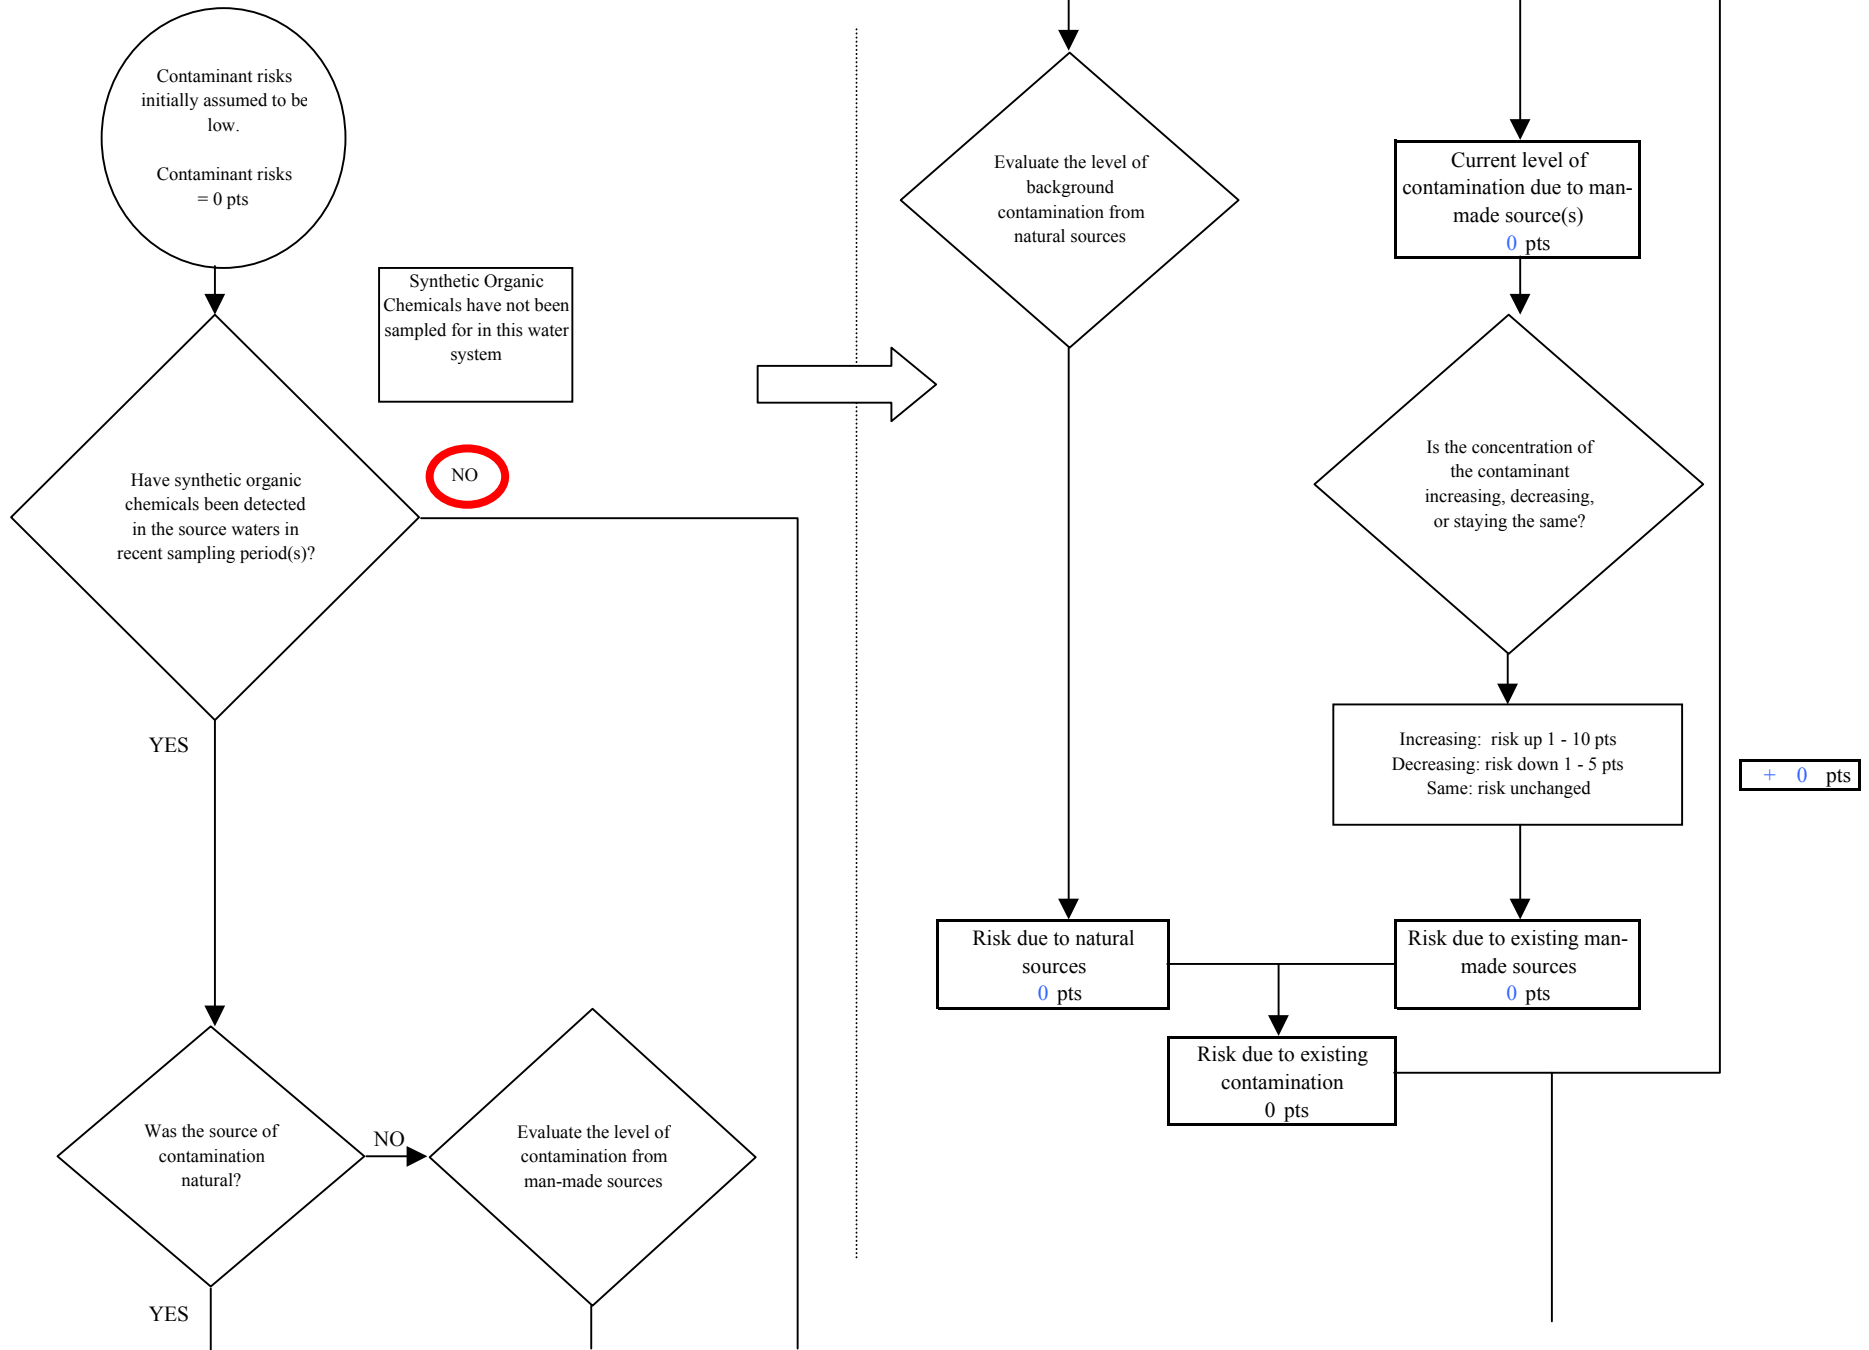 Contaminant risks
initially assumed to be
low.
Contaminant risks
= 0 pts
Synthetic Organic
Chemicals have not been
sampled for in this water
system
NO
Have synthetic organic
chemicals been detected
in the source waters in
recent sampling period(s)?
YES
Was the source of
contamination
natural?
NO
Evaluate the level of
contamination from
man-made sources
YES
Evaluate the level of
background
contamination from
natural sources
Current level of
contamination due to man-
made source(s)
0 pts
Is the concentration of
the contaminant
increasing, decreasing,
or staying the same?
Increasing: risk up 1 - 10 pts
Decreasing: risk down 1 - 5 pts
Same: risk unchanged
+ 0 pts
Risk due to natural
sources
0 pts
Risk due to existing man-
made sources
0 pts
Risk due to existing
contamination
0 pts